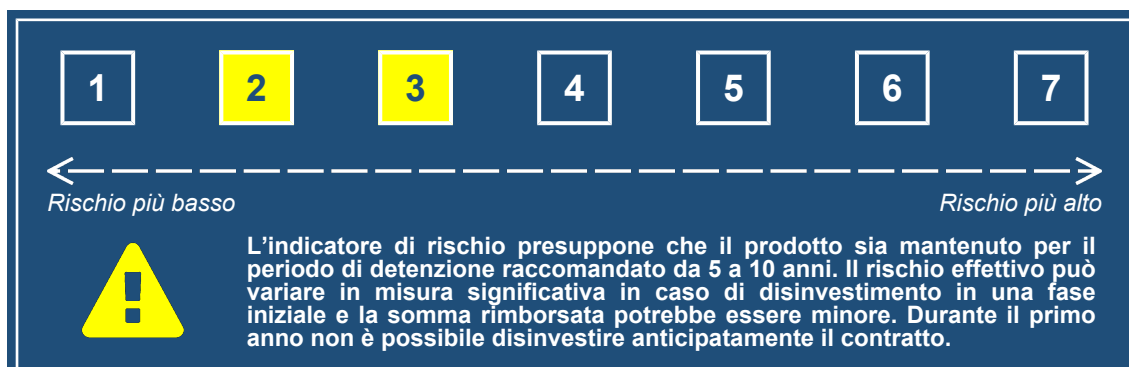 1 2 3 4 5 6 7
Rischio più basso Rischio più alto
L'indicatore di rischio presuppone che il prodotto sia mantenuto per il
periodo di detenzione raccomandato da 5 a 10 anni. Il rischio effettivo può
variare in misura significativa in caso di disinvestimento in una fase
iniziale e la somma rimborsata potrebbe essere minore. Durante il primo
anno non è possibile disinvestire anticipatamente il contratto.